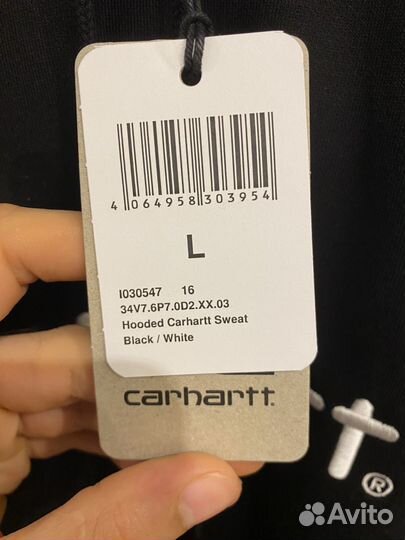 4 064958 303954
L
I030547 16
34V7.6P7.0D2.XX.03
Hooded Carhartt Sweat
Black / White
carhartt.
t
®
Avito